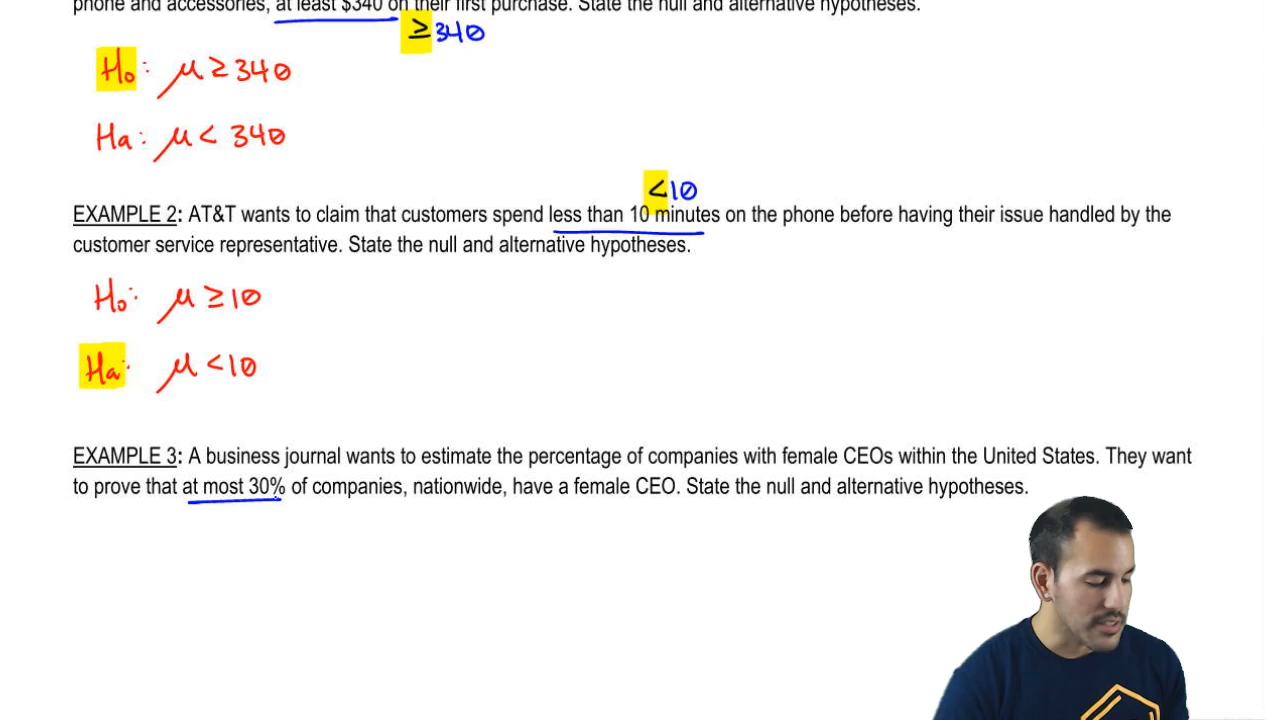 phone and accessories, at least $340 on their first purchase. State the null and alternative hypotheses.
≥340
H₀: μ ≥ 340
Ha: μ < 340
<10
EXAMPLE 2: AT&T wants to claim that customers spend less than 10 minutes on the phone before having their issue handled by the
customer service representative. State the null and alternative hypotheses.
H₀: μ ≥ 10
Ha: μ < 10
EXAMPLE 3: A business journal wants to estimate the percentage of companies with female CEOs within the United States. They want
to prove that at most 30% of companies, nationwide, have a female CEO. State the null and alternative hypotheses.